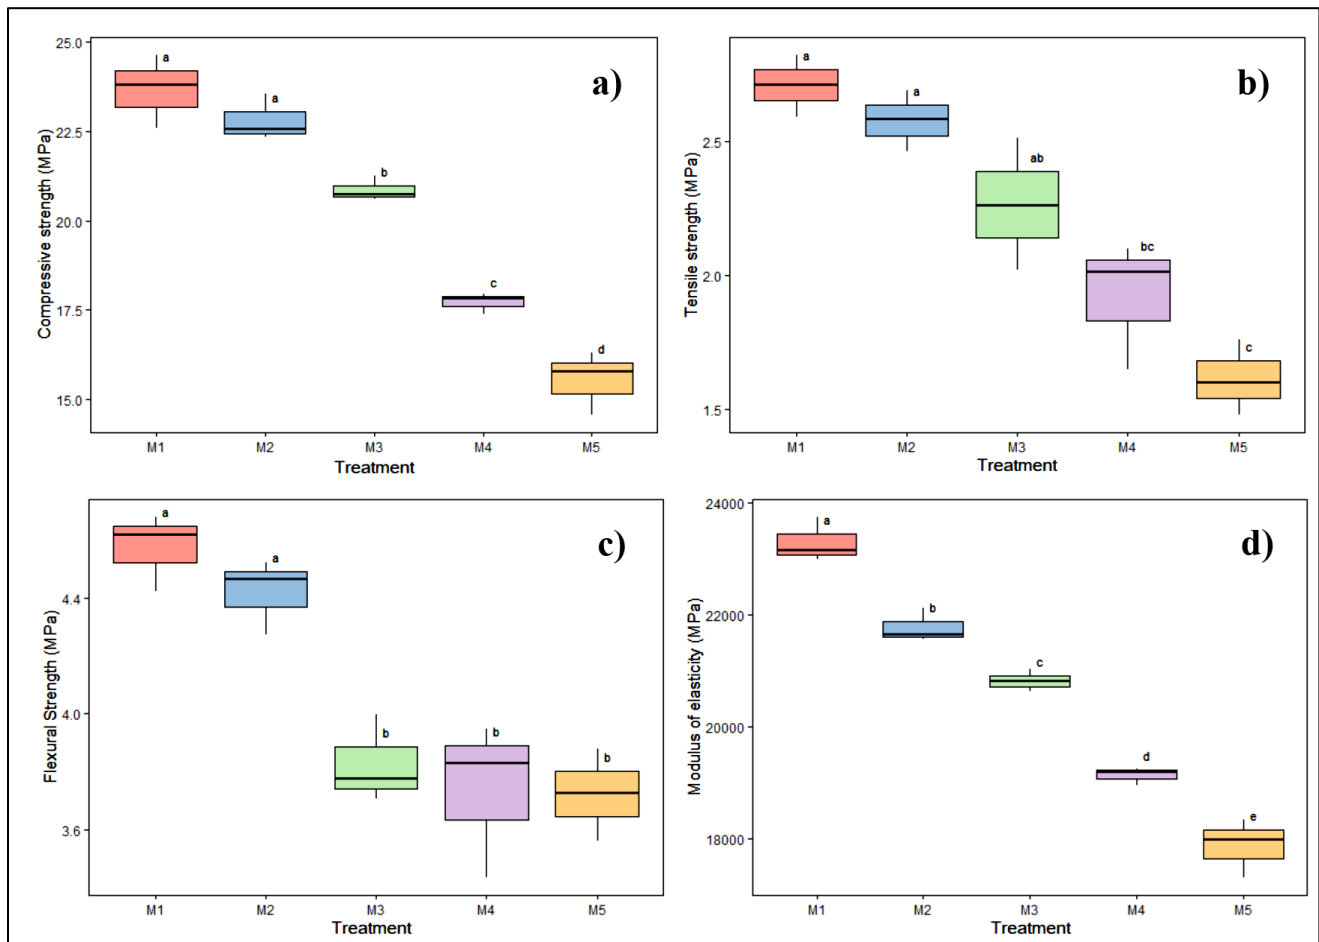 a)
Compressive strength (MPa)
25.0
22.5
20.0
17.5
15.0
a
a
b
c
d
M1 M2 M3 M4 M5
Treatment
b)
Tensile strength (MPa)
2.5
2.0
1.5
a
a
ab
bc
c
M1 M2 M3 M4 M5
Treatment
c)
Flexural Strength (MPa)
4.4
4.0
3.6
a
a
b
b
b
M1 M2 M3 M4 M5
Treatment
d)
Modulus of elasticity (MPa)
24000
22000
20000
18000
a
b
c
d
e
M1 M2 M3 M4 M5
Treatment